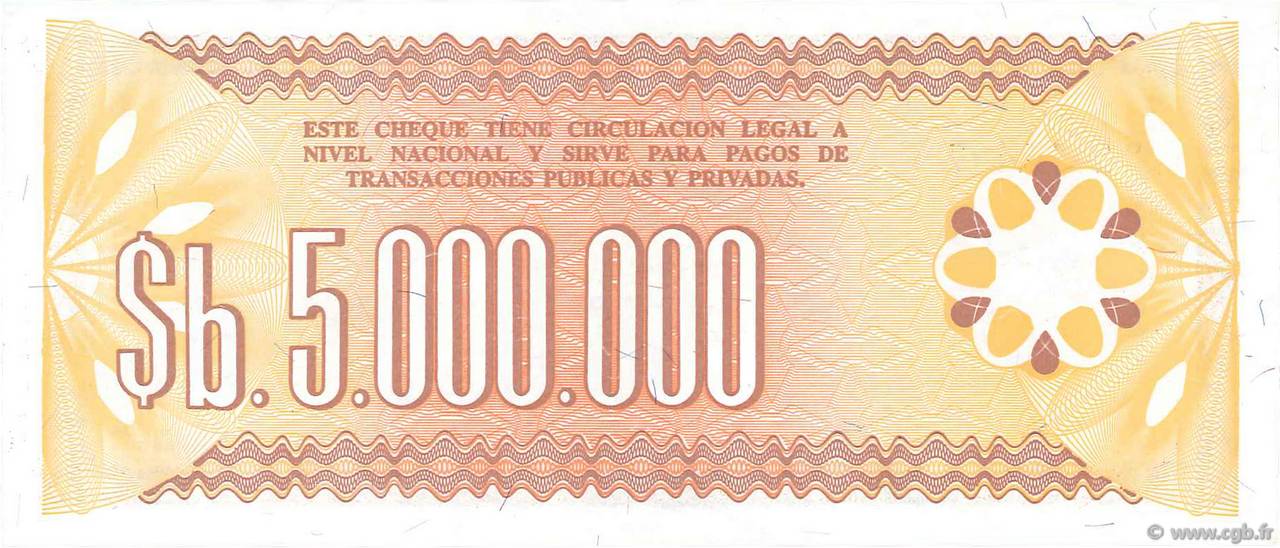 ESTE CHEQUE TIENE CIRCULACION LEGAL A
NIVEL NACIONAL Y SIRVE PARA PAGOS DE
TRANSACCIONES PUBLICAS Y PRIVADAS.
$b. 5.000.000
© www.cgb.fr